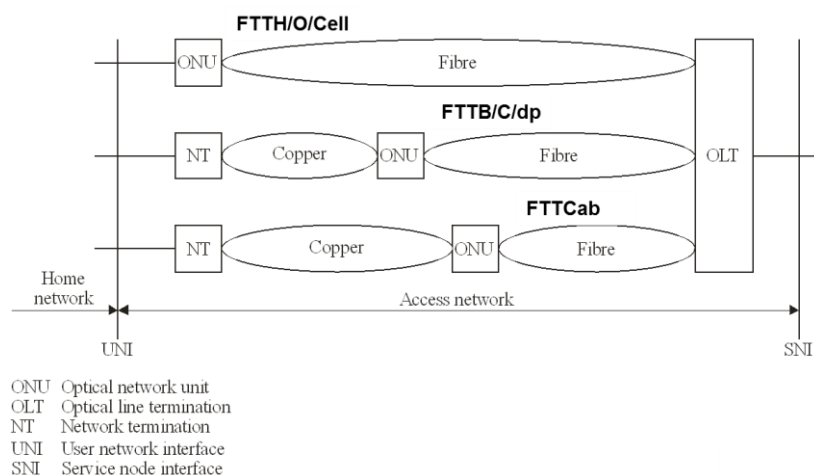 FTTH/O/Cell
ONU Fibre
FTTB/C/dp
NT Copper ONU Fibre OLT
FTTCab
NT Copper ONU Fibre
Home
network
Access network
UNI SNI
ONU Optical network unit
OLT Optical line termination
NT Network termination
UNI User network interface
SNI Service node interface